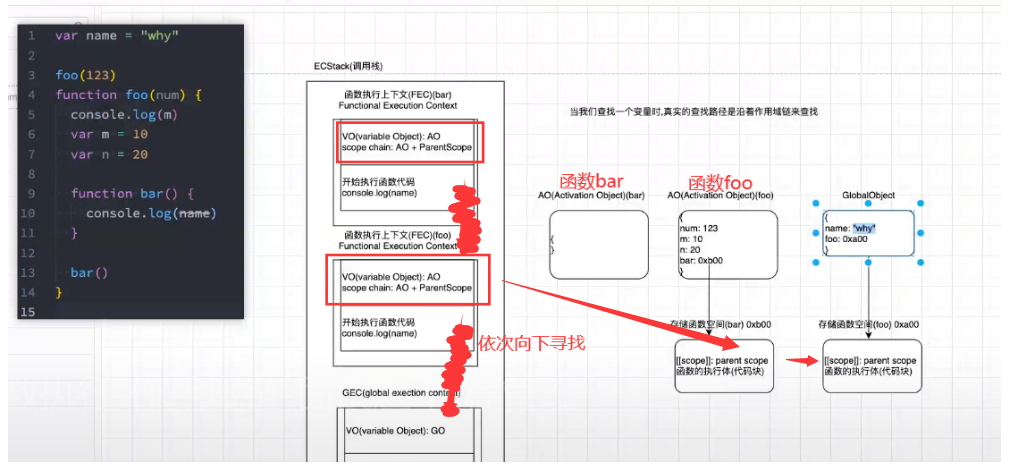 1 var name = "why"
2
3 foo(123)
4 function foo(num) {
5 console.log(m)
6 var m = 10
7 var n = 20
8
9 function bar() {
10 console.log(name)
11 }
12
13 bar()
14 }
15
ECStack(调用栈)
函数执行上下文(FEC)(bar)
Functional Execution Context
VO(variable Object): AO
scope chain: AO + ParentScope
开始执行函数代码
console.log(name)
函数执行上下文(FEC)(foo)
Functional Execution Context
VO(variable Object): AO
scope chain: AO + ParentScope
开始执行函数代码
console.log(name)
依次向下寻找
GEC(global exection context)
VO(variable Object): GO
当我们查找一个变量时,真实的查找路径是沿着作用域链来查找
函数bar
AO(Activation Object)(bar)
{
}
函数foo
AO(Activation Object)(foo)
{
num: 123
m: 10
n: 20
bar: 0xb00
}
GlobalObject
{
name: "why"
foo: 0xa00
}
存储函数空间(bar) 0xb00
[[scope]]: parent scope
函数的执行体(代码块)
存储函数空间(foo) 0xa00
[[scope]]: parent scope
函数的执行体(代码块)